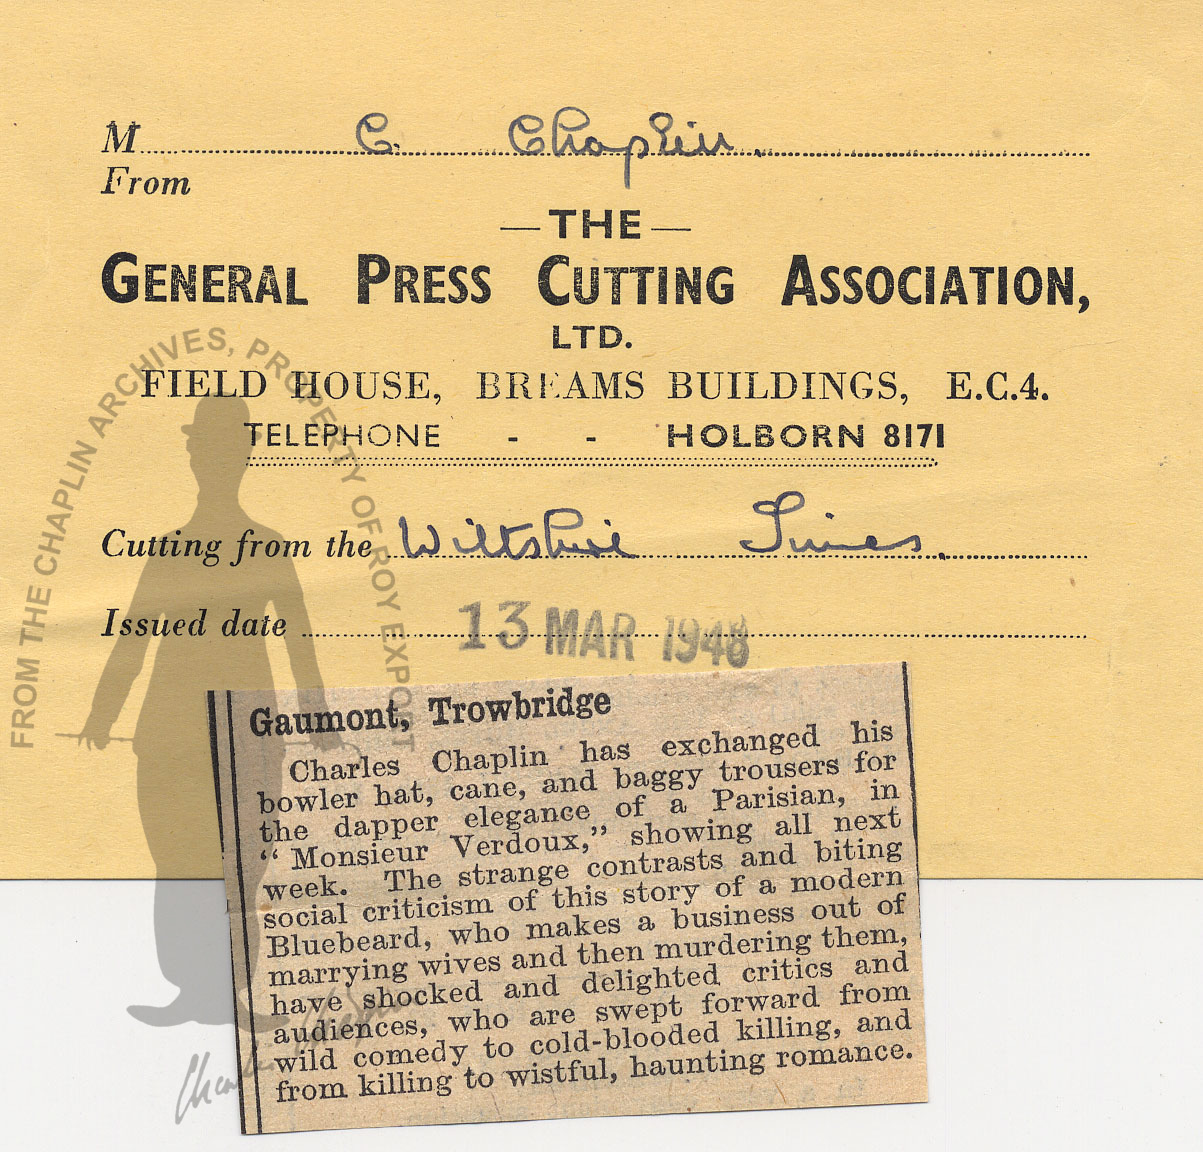 M C. Chaplin.
From
— THE —
GENERAL PRESS CUTTING ASSOCIATION,
LTD.
FIELD HOUSE, BREAMS BUILDINGS, E.C.4.
TELEPHONE - - HOLBORN 8171
Cutting from the Wiltshire Times.
Issued date 13 MAR 1948
Gaumont, Trowbridge
Charles Chaplin has exchanged his
bowler hat, cane, and baggy trousers for
the dapper elegance of a Parisian, in
“ Monsieur Verdoux,” showing all next
week. The strange contrasts and biting
social criticism of this story of a modern
Bluebeard, who makes a business out of
marrying wives and then murdering them,
have shocked and delighted critics and
audiences, who are swept forward from
wild comedy to cold-blooded killing, and
from killing to wistful, haunting romance.
FROM THE CHAPLIN ARCHIVES, PROPERTY OF ROY EXPORT
Charles Chaplin